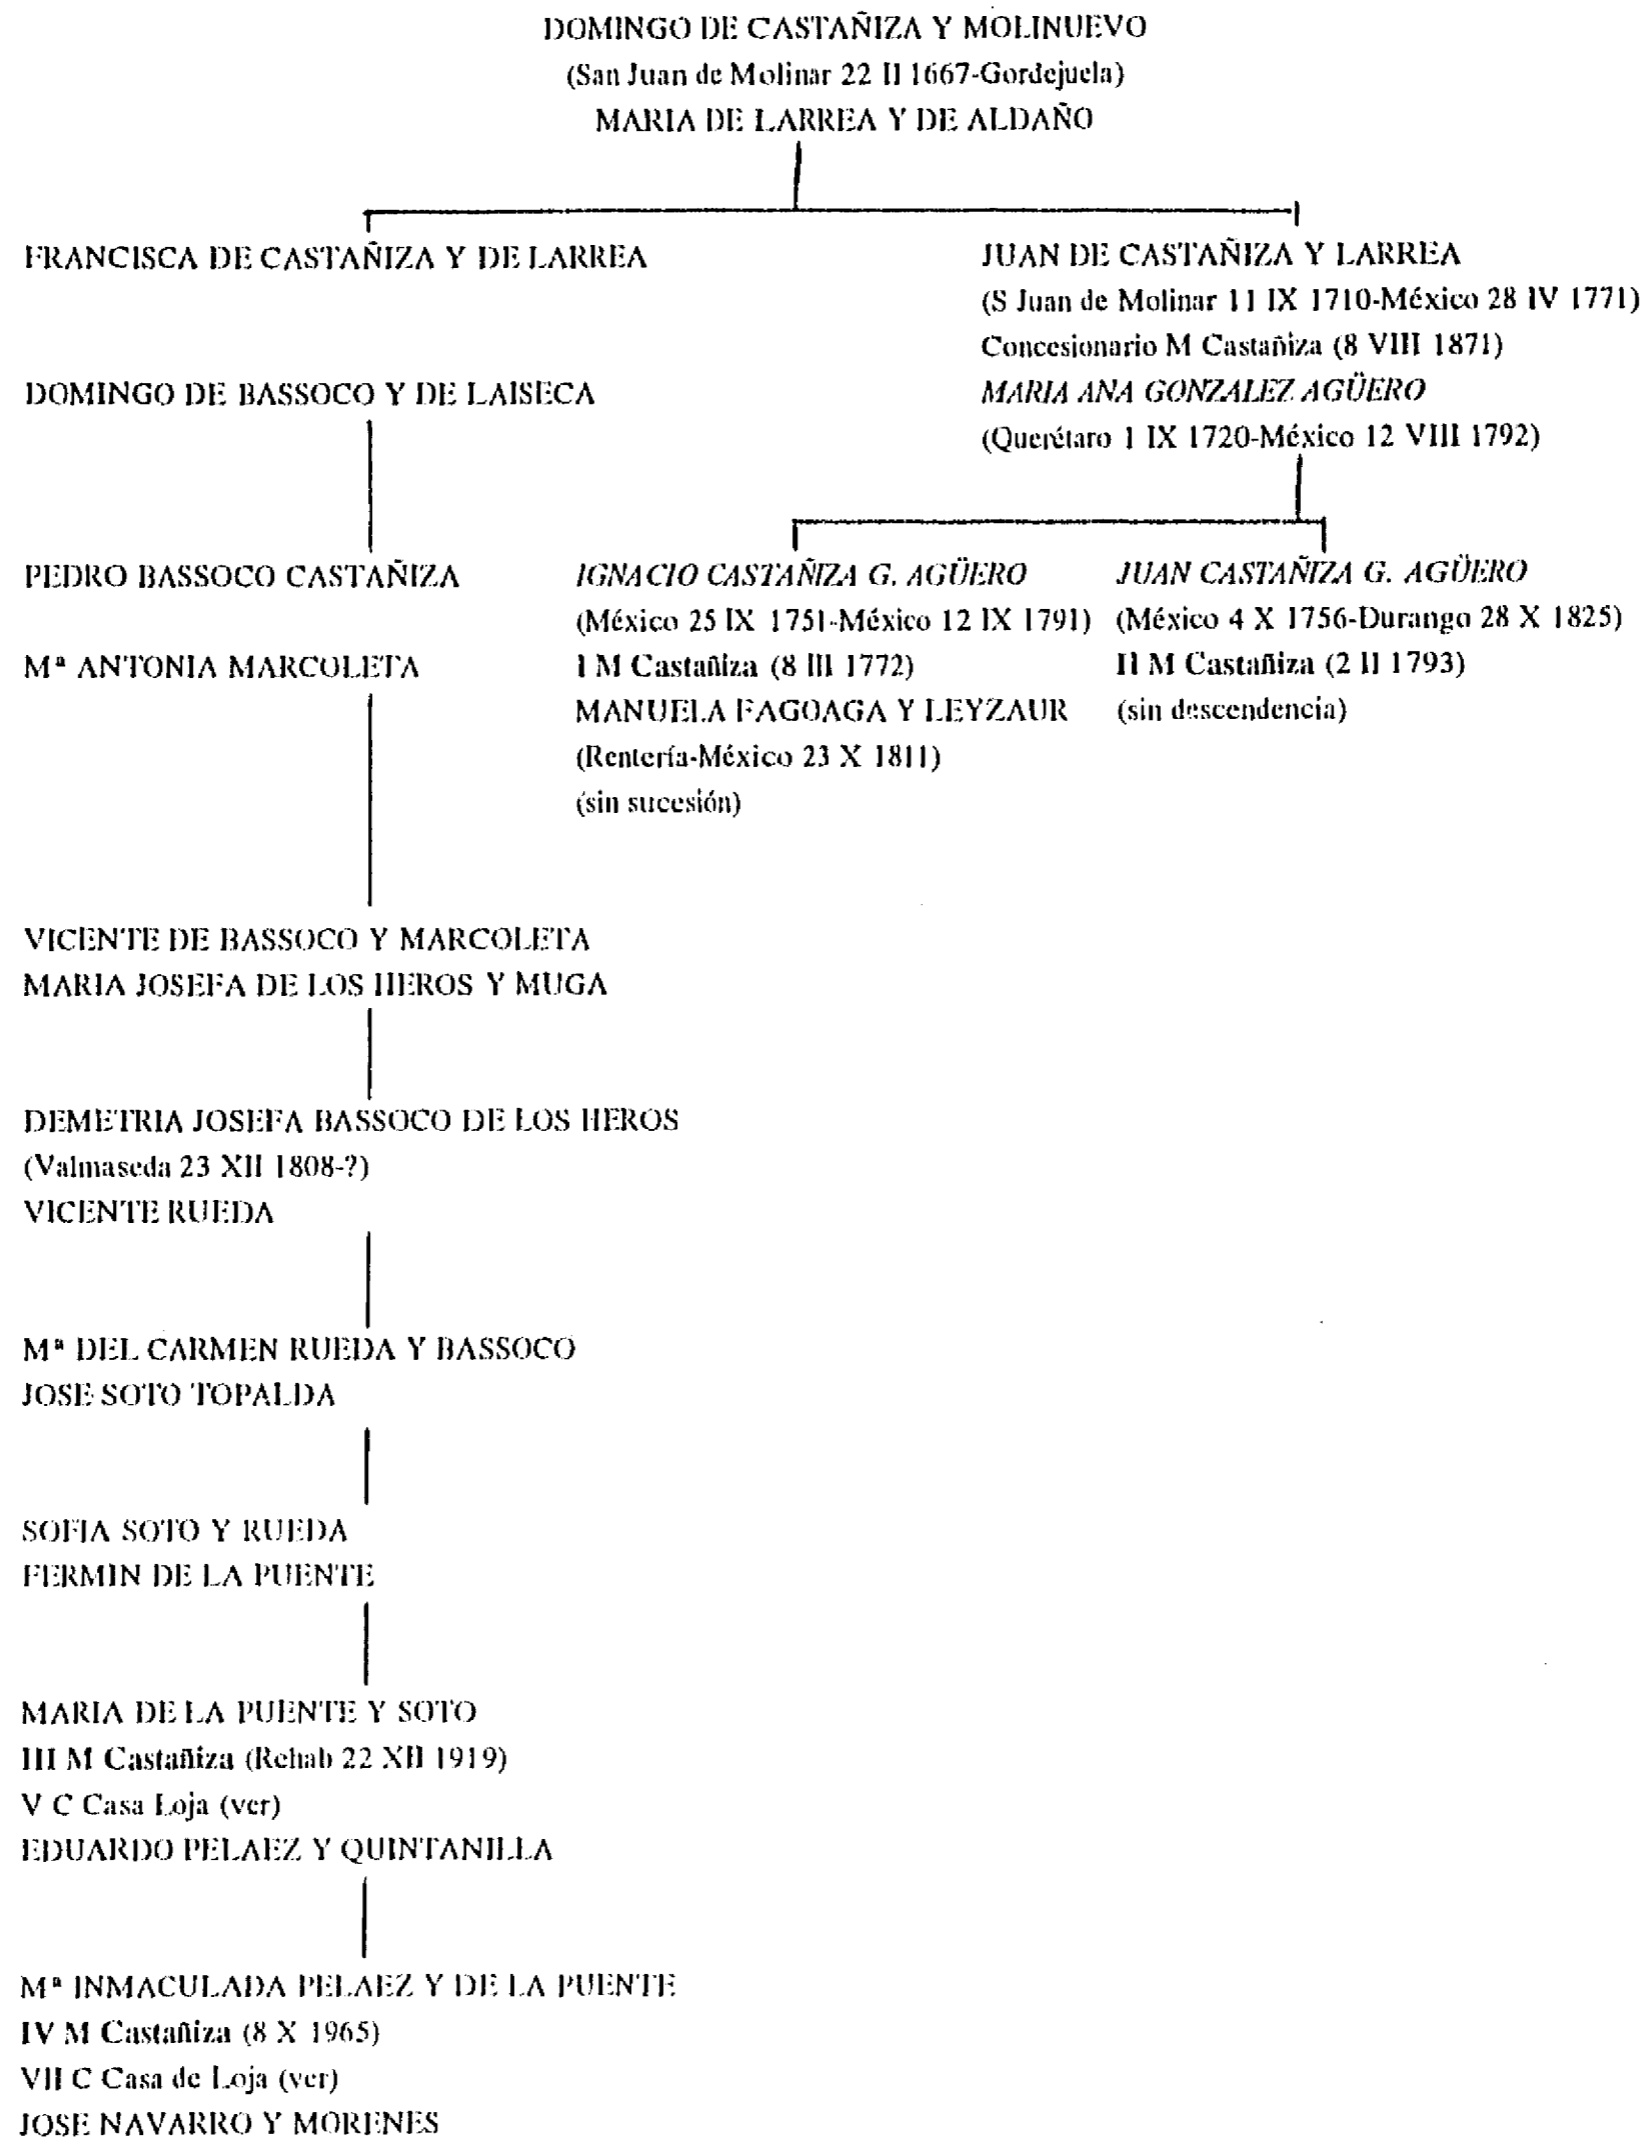 DOMINGO DE CASTAÑIZA Y MOLINUEVO
(San Juan de Molinar 22 II 1667-Gordejuela)
MARIA DE LARREA Y DE ALDAÑO
FRANCISCA DE CASTAÑIZA Y DE LARREA
DOMINGO DE BASSOCO Y DE LAISECA
JUAN DE CASTAÑIZA Y LARREA
(S Juan de Molinar 11 IX 1710-México 28 IV 1771)
Concesionario M Castañiza (8 VIII 1871)
MARIA ANA GONZALEZ AGÜERO
(Querétaro 1 IX 1720-México 12 VIII 1792)
PEDRO BASSOCO CASTAÑIZA
Mª ANTONIA MARCOLETA
IGNACIO CASTAÑIZA G. AGÜERO
(México 25 IX 1751-México 12 IX 1791)
I M Castañiza (8 III 1772)
MANUELA FAGOAGA Y LEYZAUR
(Rentería-México 23 X 1811)
(sin sucesión)
JUAN CASTAÑIZA G. AGÜERO
(México 4 X 1756-Durango 28 X 1825)
II M Castañiza (2 II 1793)
(sin descendencia)
VICENTE DE BASSOCO Y MARCOLETA
MARIA JOSEFA DE LOS HEROS Y MUGA
DEMETRIA JOSEFA BASSOCO DE LOS HEROS
(Valmaseda 23 XII 1808-?)
VICENTE RUEDA
Mª DEL CARMEN RUEDA Y BASSOCO
JOSE SOTO TOPALDA
SOFIA SOTO Y RUEDA
FERMIN DE LA PUENTE
MARIA DE LA PUENTE Y SOTO
III M Castañiza (Rehab 22 XII 1919)
V C Casa Loja (ver)
EDUARDO PELAEZ Y QUINTANILLA
Mª INMACULADA PELAEZ Y DE LA PUENTE
IV M Castañiza (8 X 1965)
VII C Casa de Loja (ver)
JOSE NAVARRO Y MORENES